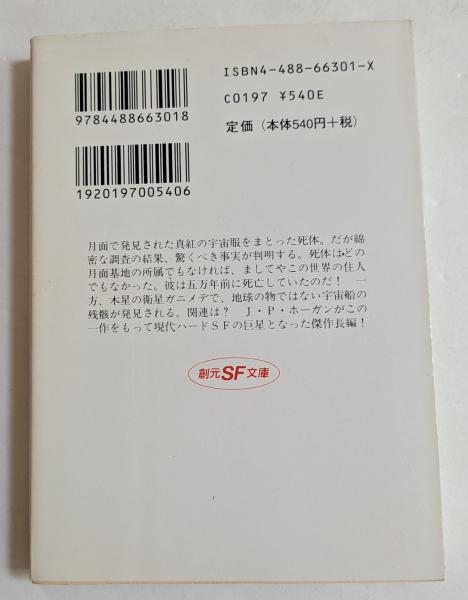 ISBN4-488-66301-X
C0197 ¥540E
定価（本体540円＋税）
9784488663018
1920197005406
月面で発見された真紅の宇宙服をまとった死体。だが綿
密な調査の結果、驚くべき事実が判明する。死体はどの
月面基地の所属でもなければ、ましてやこの世界の住人
でもなかった。彼は五万年前に死亡していたのだ！　一
方、木星の衛星ガニメデで、地球の物ではない宇宙船の
残骸が発見される。関連は？　Ｊ・Ｐ・ホーガンがこの
一作をもって現代ハードＳＦの巨星となった傑作長編！
創元SF文庫